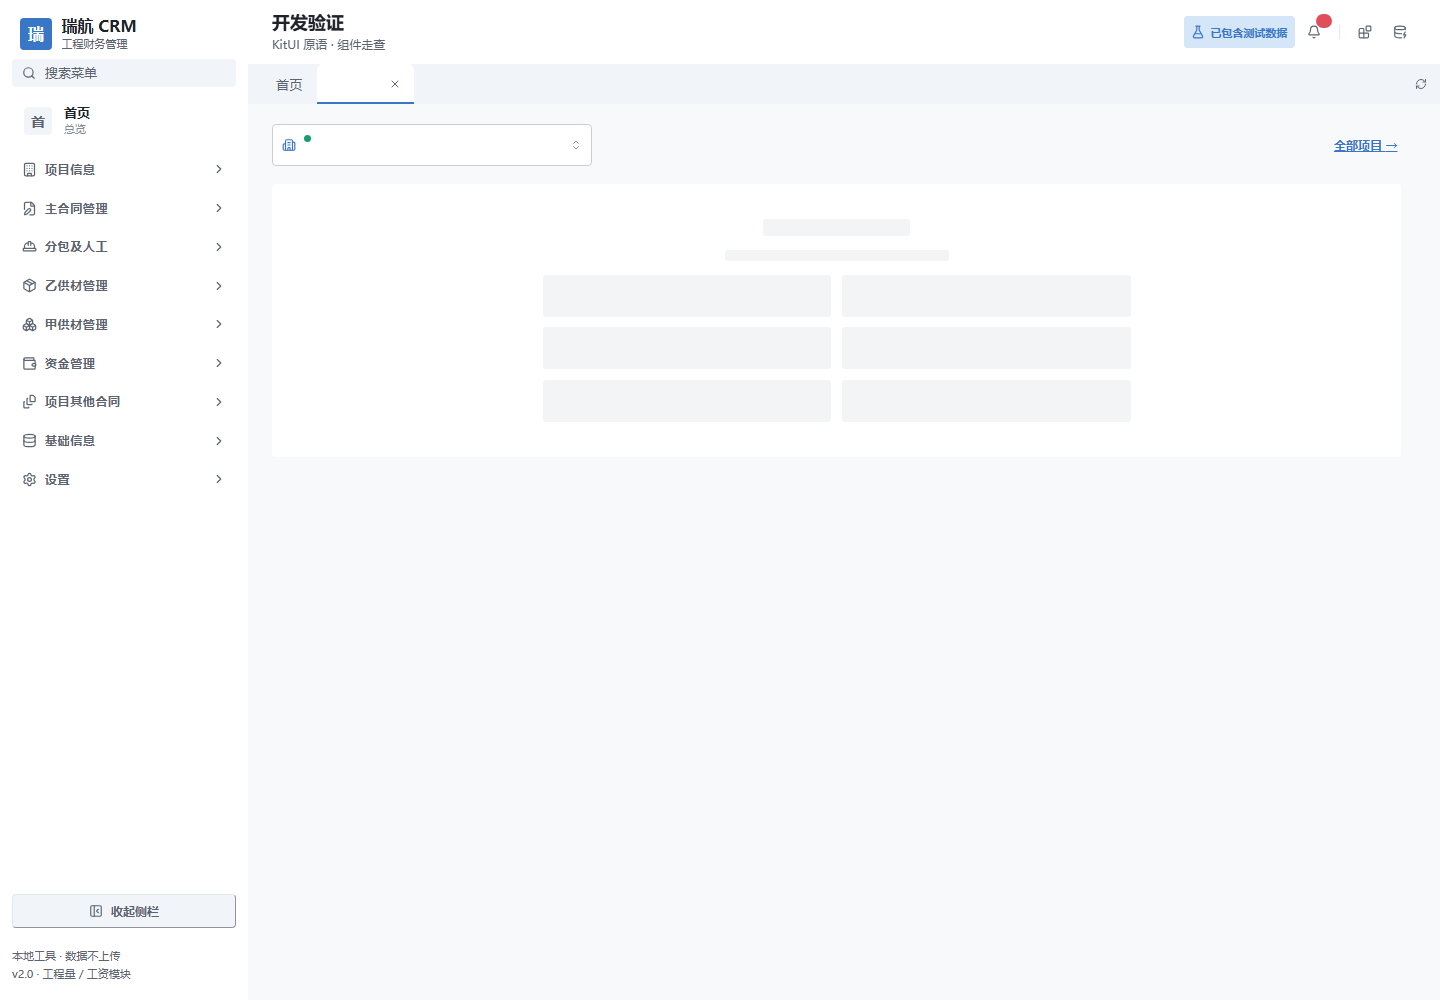 瑞
瑞航 CRM
工程财务管理
搜索菜单
首
首页
总览
项目信息
主合同管理
分包及人工
乙供材管理
甲供材管理
资金管理
项目其他合同
基础信息
设置
收起侧栏
本地工具 · 数据不上传
v2.0 · 工程量 / 工资模块
开发验证
KitUI 原语 · 组件走查
已包含测试数据
首页
全部项目 →